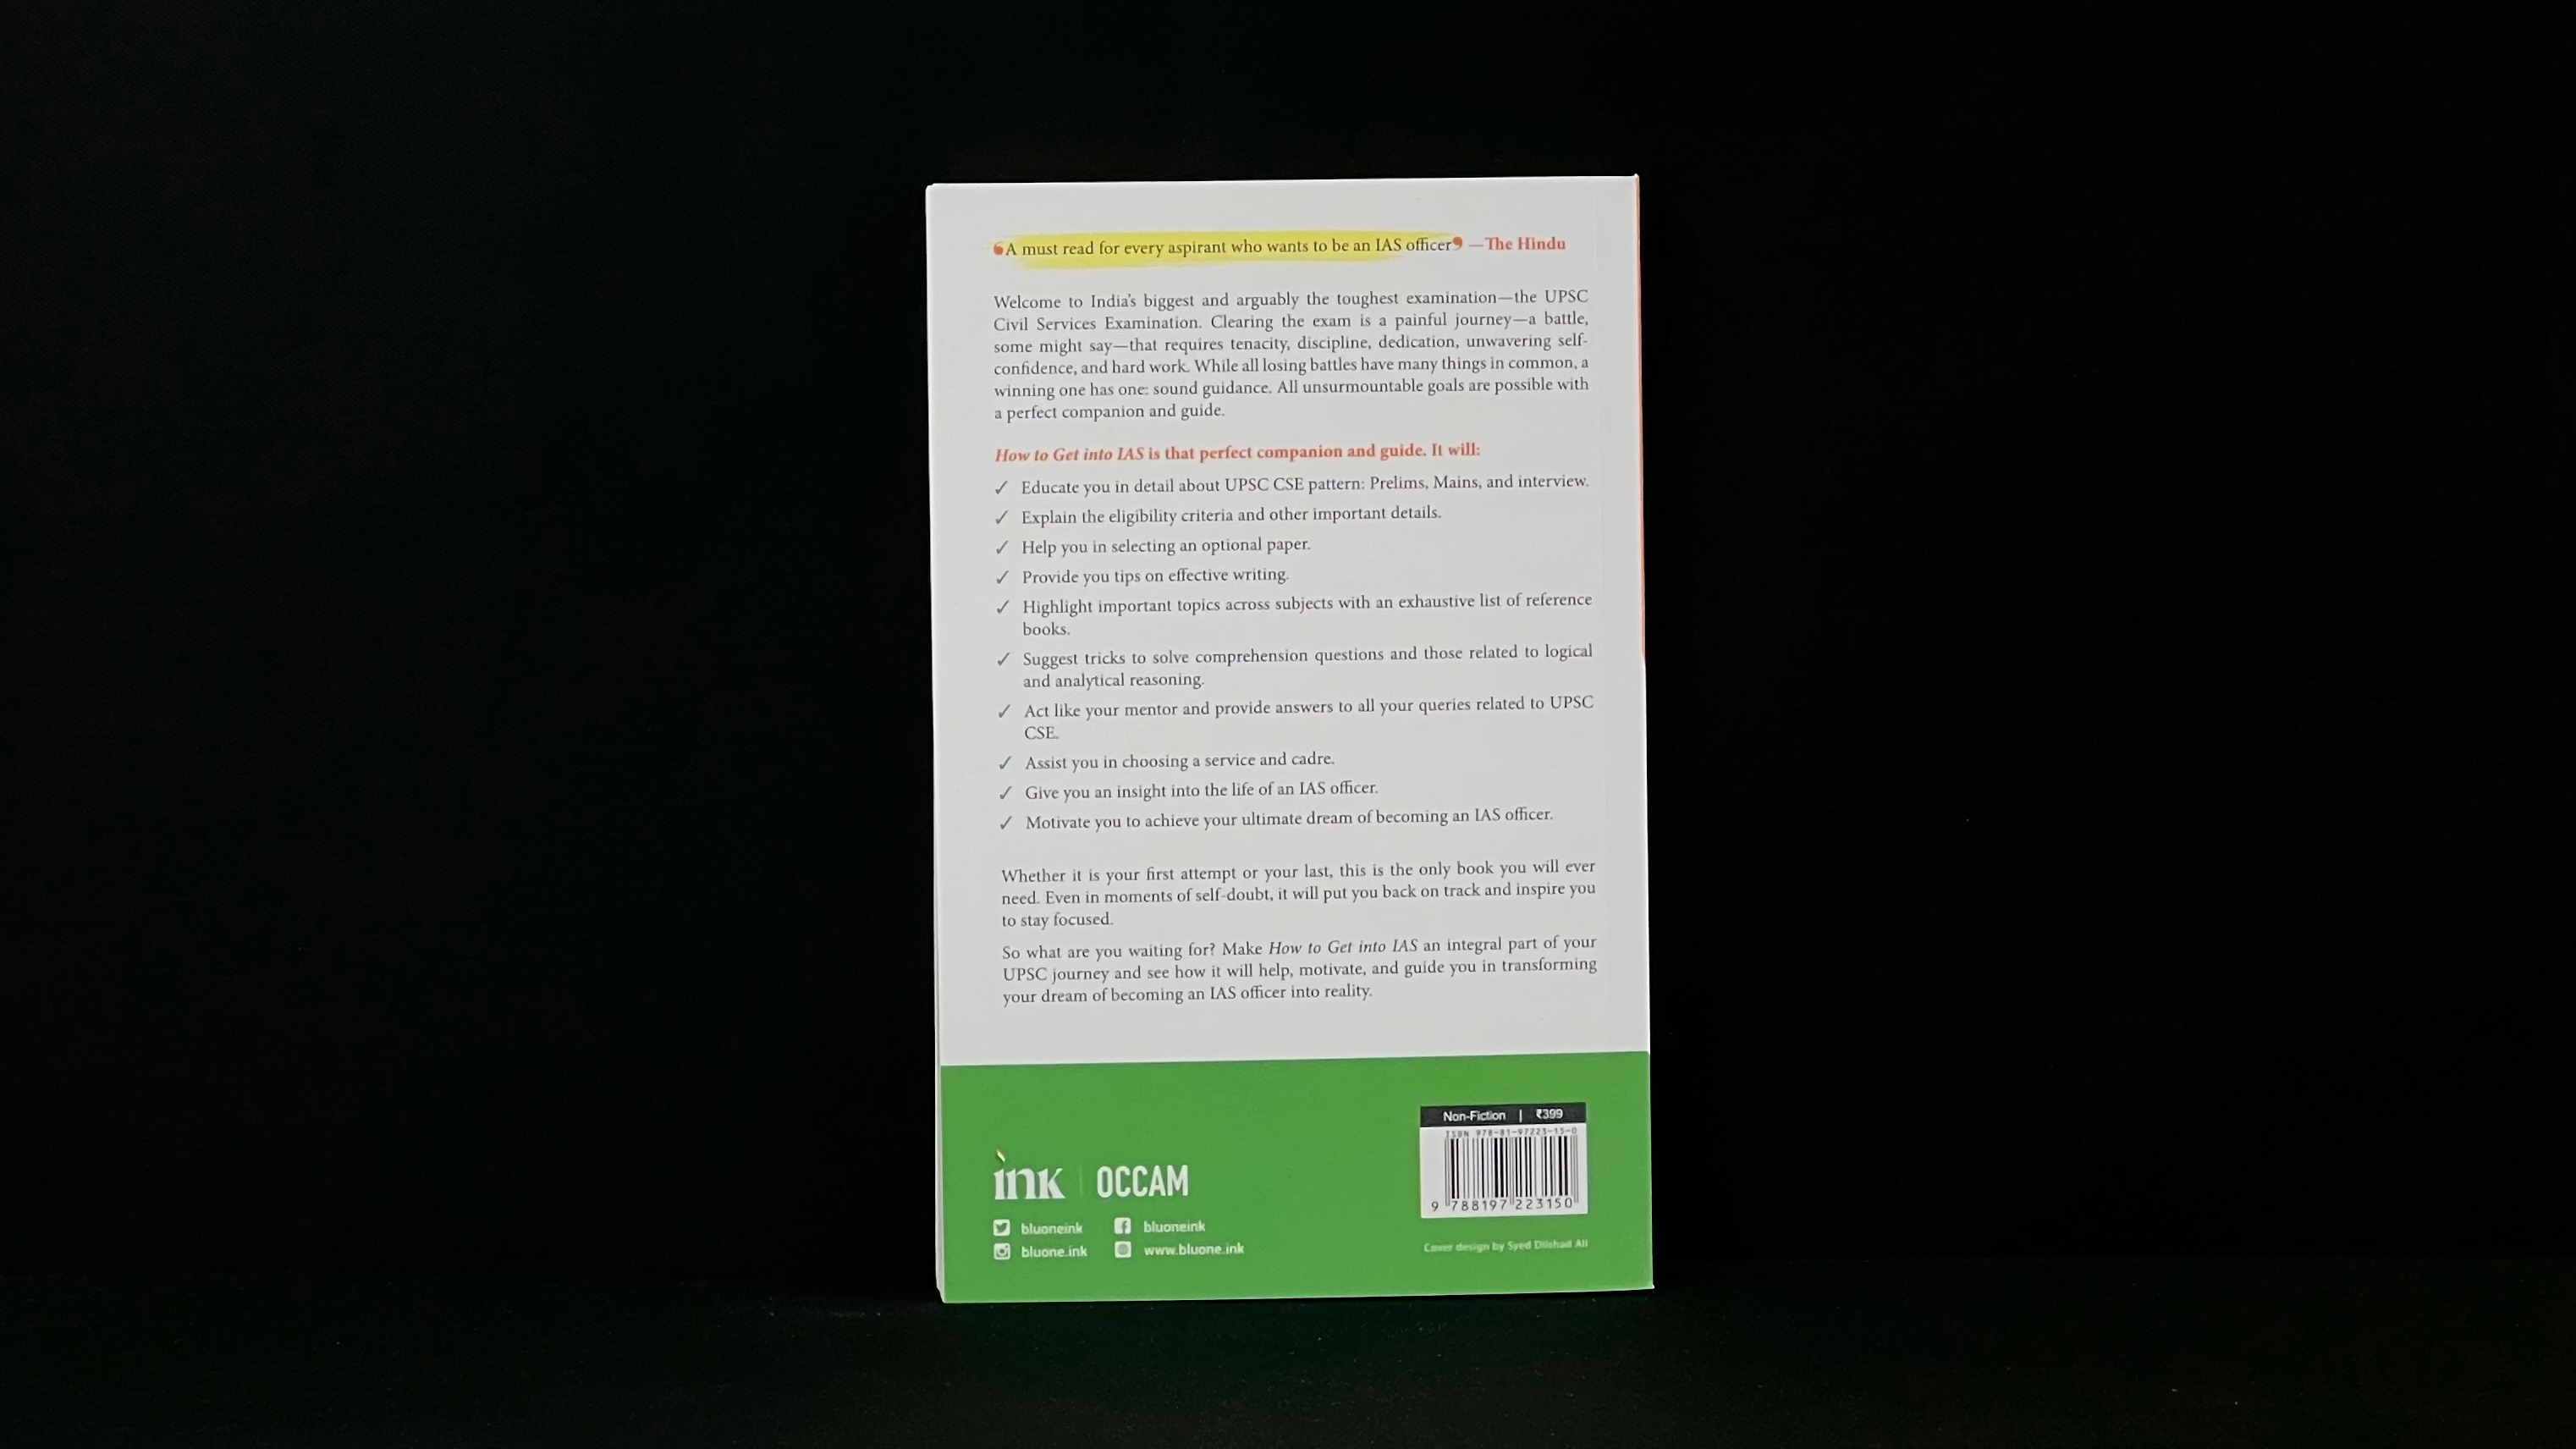 ❛A must read for every aspirant who wants to be an IAS officer❜ —The Hindu
Welcome to India's biggest and arguably the toughest examination—the UPSC
Civil Services Examination. Clearing the exam is a painful journey—a battle,
some might say—that requires tenacity, discipline, dedication, unwavering self-
confidence, and hard work. While all losing battles have many things in common, a
winning one has one: sound guidance. All unsurmountable goals are possible with
a perfect companion and guide.
How to Get into IAS is that perfect companion and guide. It will:
✓ Educate you in detail about UPSC CSE pattern: Prelims, Mains, and interview.
✓ Explain the eligibility criteria and other important details.
✓ Help you in selecting an optional paper.
✓ Provide you tips on effective writing.
✓ Highlight important topics across subjects with an exhaustive list of reference
books.
✓ Suggest tricks to solve comprehension questions and those related to logical
and analytical reasoning.
✓ Act like your mentor and provide answers to all your queries related to UPSC
CSE.
✓ Assist you in choosing a service and cadre.
✓ Give you an insight into the life of an IAS officer.
✓ Motivate you to achieve your ultimate dream of becoming an IAS officer.
Whether it is your first attempt or your last, this is the only book you will ever
need. Even in moments of self-doubt, it will put you back on track and inspire you
to stay focused.
So what are you waiting for? Make How to Get into IAS an integral part of your
UPSC journey and see how it will help, motivate, and guide you in transforming
your dream of becoming an IAS officer into reality.
Non-Fiction | ₹399
ISBN 978-81-97223-15-0
9 788197 223150
ink | OCCAM
bluoneink bluoneink
bluone.ink www.bluone.ink
Cover design by Syed Dilshad Ali